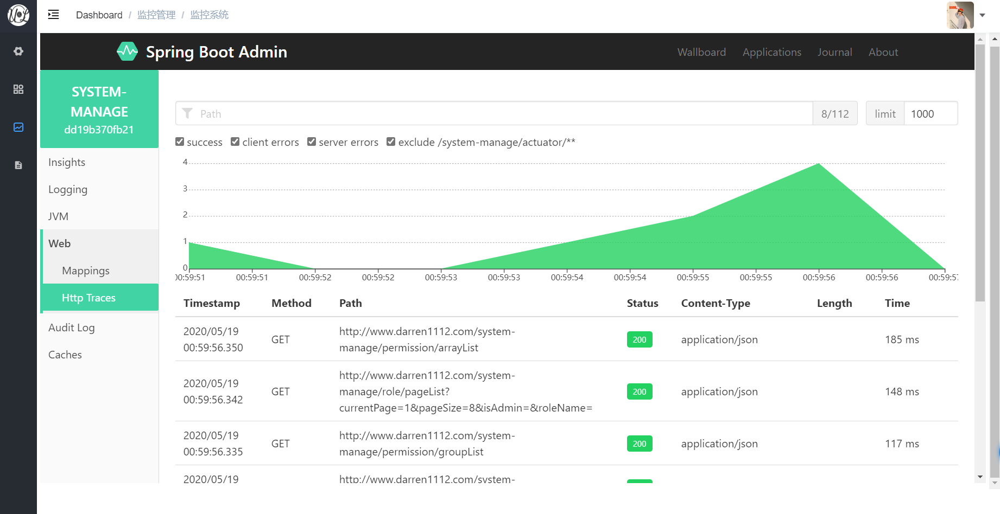 Dashboard / 监控管理 / 监控系统
Spring Boot Admin
Wallboard Applications Journal About
SYSTEM-
MANAGE
dd19b370fb21
Insights
Logging
JVM
Web
Mappings
Http Traces
Audit Log
Caches
Path 8/112 limit 1000
success client errors server errors exclude /system-manage/actuator/**
4
3
2
1
0
00:59:51 00:59:51 00:59:52 00:59:52 00:59:53 00:59:53 00:59:54 00:59:54 00:59:55 00:59:55 00:59:56 00:59:56 00:59:57
Timestamp Method Path Status Content-Type Length Time
2020/05/19
00:59:56.350
GET
http://www.darren1112.com/system-
manage/permission/arrayList
200
application/json
185 ms
2020/05/19
00:59:56.342
GET
http://www.darren1112.com/system-
manage/role/pageList?
currentPage=1&pageSize=8&isAdmin=&roleName=
200
application/json
148 ms
2020/05/19
00:59:56.335
GET
http://www.darren1112.com/system-
manage/permission/groupList
200
application/json
117 ms
2020/05/19
http://www.darren1112.com/system-